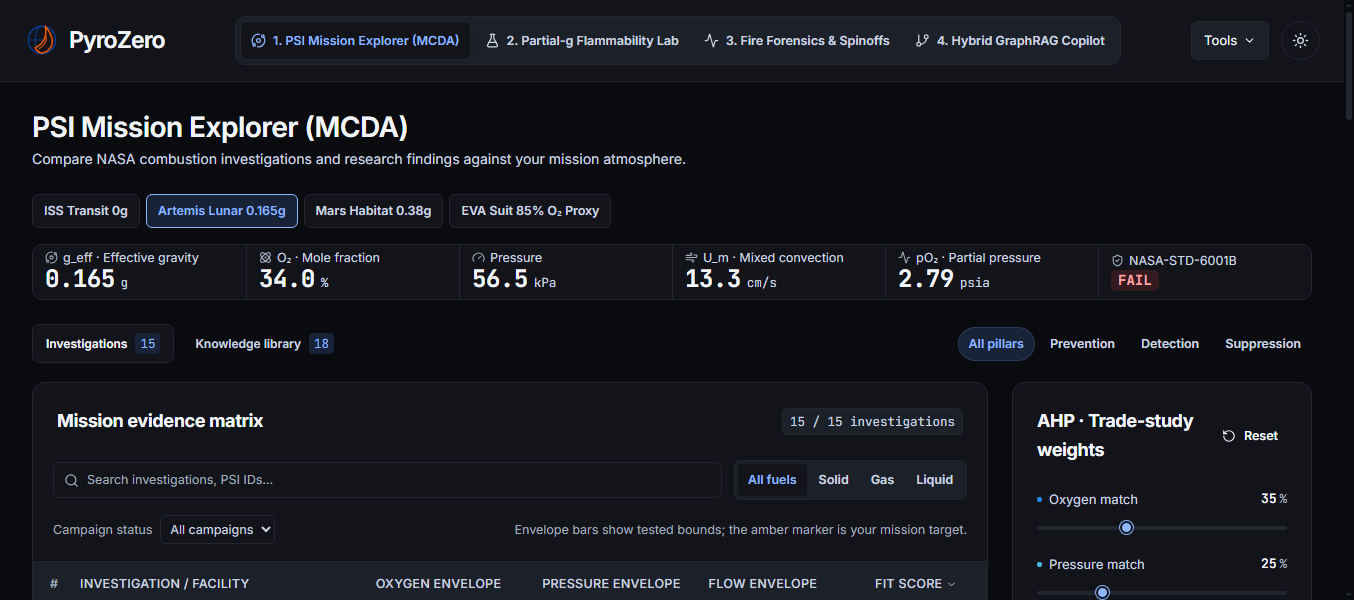 PyroZero
1. PSI Mission Explorer (MCDA)
2. Partial-g Flammability Lab
3. Fire Forensics & Spinoffs
4. Hybrid GraphRAG Copilot
Tools
PSI Mission Explorer (MCDA)
Compare NASA combustion investigations and research findings against your mission atmosphere.
ISS Transit 0g
Artemis Lunar 0.165g
Mars Habitat 0.38g
EVA Suit 85% O₂ Proxy
g_eff · Effective gravity
0.165 g
O₂ · Mole fraction
34.0 %
Pressure
56.5 kPa
U_m · Mixed convection
13.3 cm/s
pO₂ · Partial pressure
2.79 psia
NASA-STD-6001B
FAIL
Investigations 15
Knowledge library 18
All pillars
Prevention
Detection
Suppression
Mission evidence matrix
15 / 15 investigations
Search investigations, PSI IDs...
All fuels
Solid
Gas
Liquid
Campaign status
All campaigns
Envelope bars show tested bounds; the amber marker is your mission target.
# INVESTIGATION / FACILITY OXYGEN ENVELOPE PRESSURE ENVELOPE FLOW ENVELOPE FIT SCORE
AHP · Trade-study
weights
Reset
Oxygen match 35 %
Pressure match 25 %